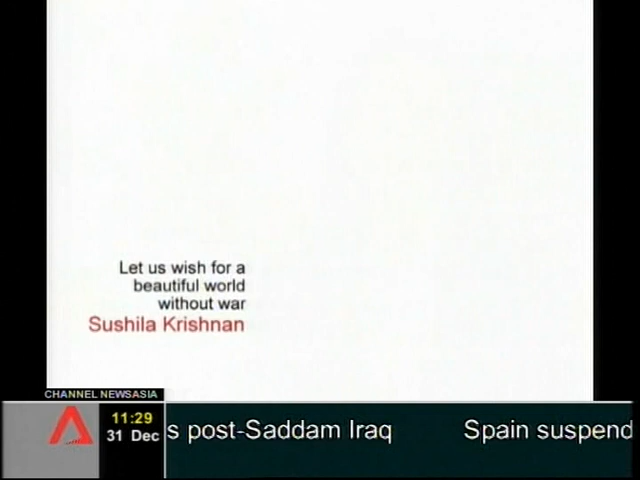 Let us wish for a
beautiful world
without war
Sushila Krishnan
CHANNEL NEWSASIA
11:29
31 Dec
s post-Saddam Iraq
Spain suspend